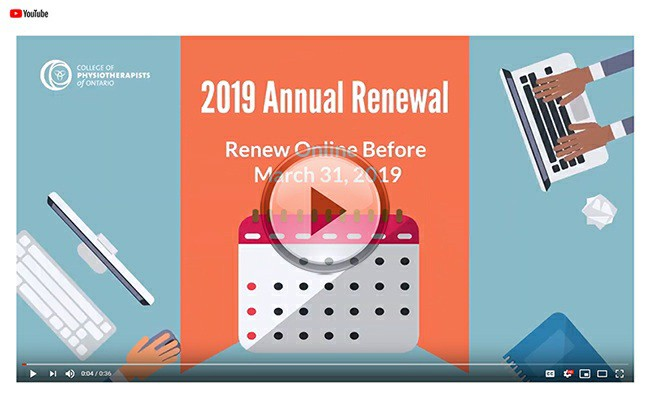 YouTube
COLLEGE OF
PHYSIOTHERAPISTS
of ONTARIO
2019 Annual Renewal
Renew Online Before
March 31, 2019
0:04 / 0:36
CC